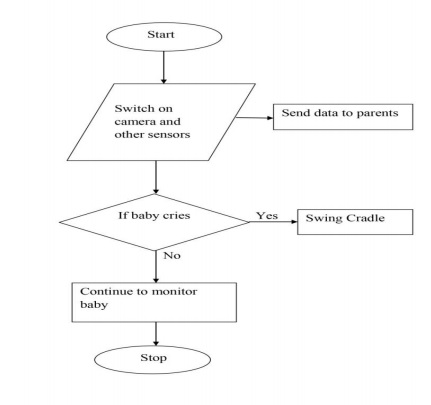 Start
Switch on
camera and
other sensors
Send data to parents
If baby cries
Yes
Swing Cradle
No
Continue to monitor
baby
Stop